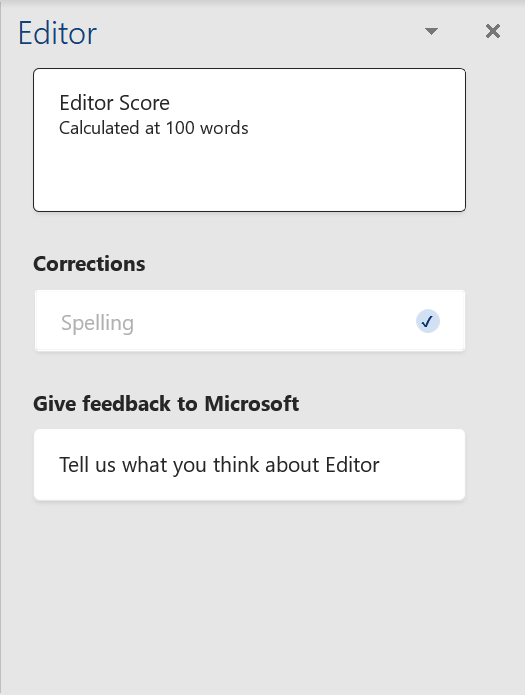 Editor
Editor Score
Calculated at 100 words
Corrections
Spelling
Give feedback to Microsoft
Tell us what you think about Editor